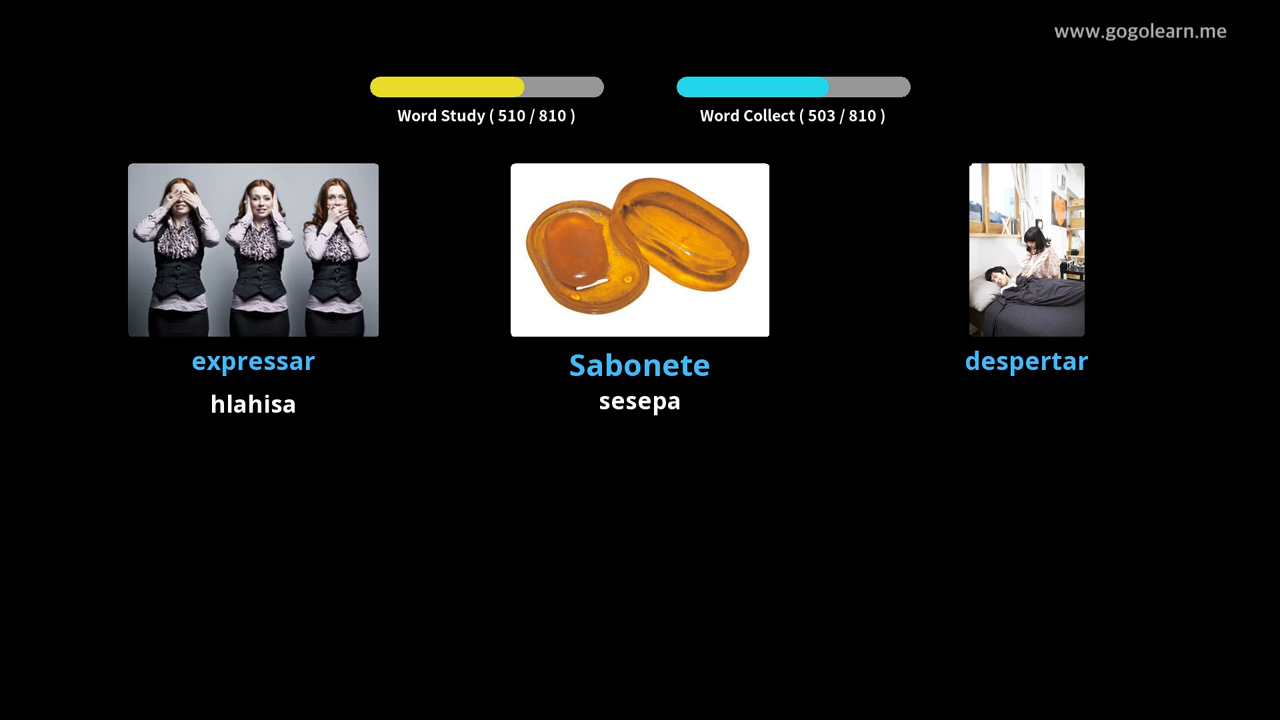 www.gogolearn.me
Word Study ( 510 / 810 )
Word Collect ( 503 / 810 )
expressar
hlahisa
Sabonete
sesepa
despertar